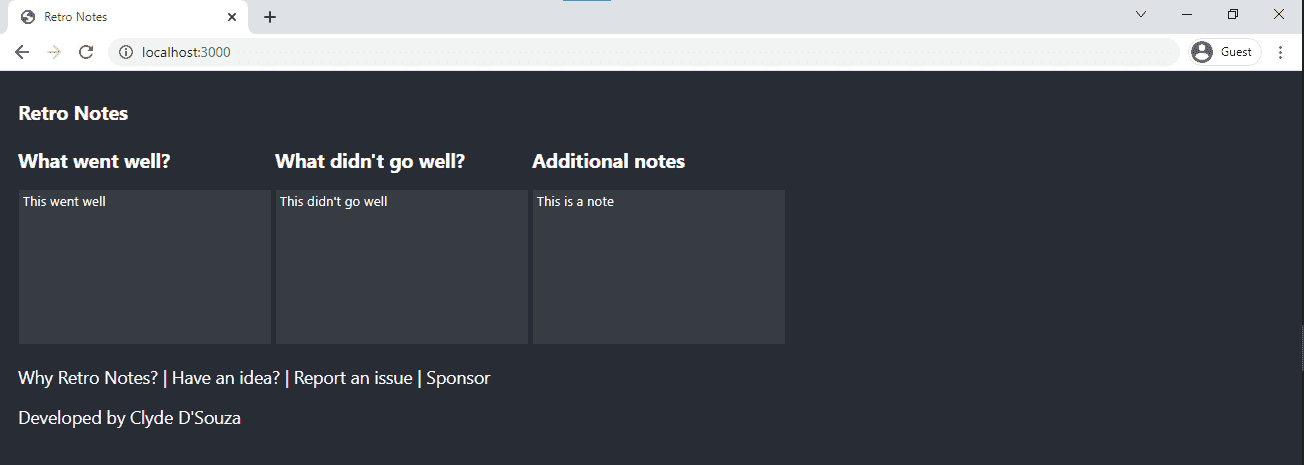 Retro Notes
localhost:3000
Guest
Retro Notes
What went well? What didn't go well? Additional notes
This went well This didn't go well This is a note
Why Retro Notes? | Have an idea? | Report an issue | Sponsor
Developed by Clyde D'Souza